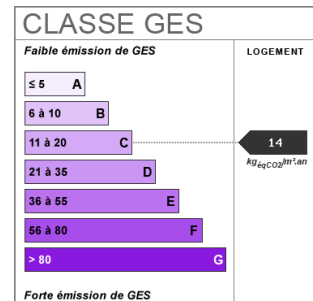 CLASSE GES
Faible émission de GES
LOGEMENT
≤ 5 A
6 à 10 B
11 à 20 C
14
kgéqCO2/m².an
21 à 35 D
36 à 55 E
56 à 80 F
> 80 G
Forte émission de GES